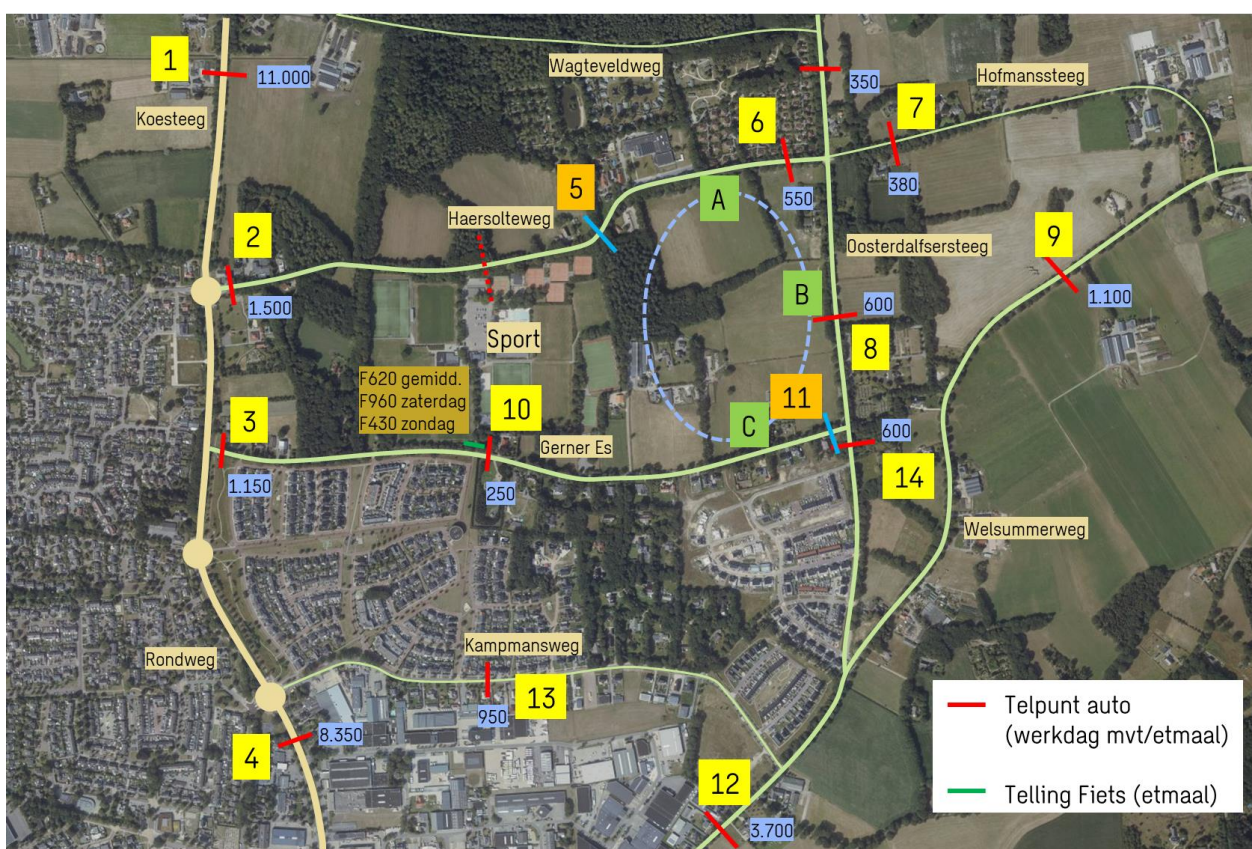 1
11.000
Koesteeg
Wagteveldweg
350
Hofmanssteeg
6
7
550
380
5
A
Haersolteweg
2
1.500
Oosterdalfsersteeg
9
1.100
B
600
8
Sport
F620 gemidd.
F960 zaterdag
F430 zondag
10
11
3
1.150
Gerner Es
C
600
250
14
Welsummerweg
Kampmansweg
Rondweg
13
950
4
8.350
12
3.700
Telpunt auto
(werkdag mvt/etmaal)
Telling Fiets (etmaal)